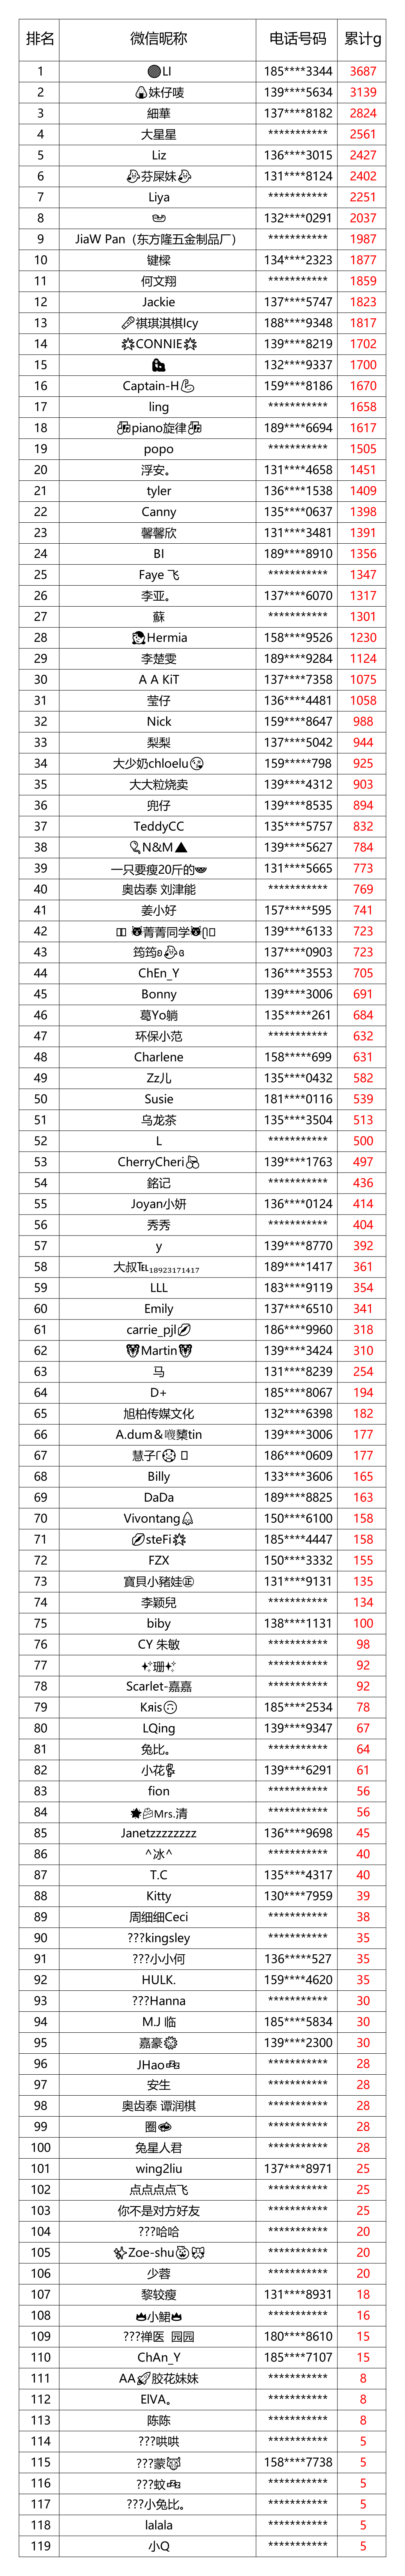 排名 微信昵称 电话号码 累计g
1 LI 185****3344 3687
2 🍙妹仔唛 139****5634 3139
3 細華 137****8182 2824
4 大星星 *********** 2561
5 Liz 136****3015 2427
6 芬屎妹 131****8124 2402
7 Liya *********** 2251
8 132****0291 2037
9 JiaW Pan（东方隆五金制品厂） *********** 1987
10 键樑 134****2323 1877
11 何文翔 *********** 1859
12 Jackie 137****5747 1823
13 祺琪淇棋lcy 188****9348 1817
14 🌟CONNIE🌟 139****8219 1702
15 132****9337 1700
16 Captain-H💪 159****8186 1670
17 ling *********** 1658
18 piano旋律 189****6694 1617
19 popo *********** 1505
20 浮安。 131****4658 1451
21 tyler 136****1538 1409
22 Canny 135****0637 1398
23 馨馨欣 131****3481 1391
24 BI 189****8910 1356
25 Faye 飞 *********** 1347
26 李亚。 137****6070 1317
27 蘇 *********** 1301
28 Hermia 158****9526 1230
29 李楚雯 189****9284 1124
30 A A KiT 137****7358 1075
31 莹仔 136****4481 1058
32 Nick 159****8647 988
33 梨梨 137****5042 944
34 大少奶chloelu😘 159*****798 925
35 大大粒烧卖 139****4312 903
36 兜仔 139****8535 894
37 TeddyCC 135****5757 832
38 N&M▲ 139****5627 784
39 一只要瘦20斤的🍉 131****5665 773
40 奥齿泰 刘津能 *********** 769
41 姜小好 157*****595 741
42 菁菁同学 139****6133 723
43 筠筠 137****0903 723
44 ChEn_Y 136****3553 705
45 Bonny 139****3006 691
46 葛Yo躺 135*****261 684
47 环保小范 *********** 632
48 Charlene 158*****699 631
49 Zz儿 135****0432 582
50 Susie 181****0116 539
51 乌龙茶 135****3504 513
52 L *********** 500
53 CherryCheri🍒 139****1763 497
54 銘记 *********** 436
55 Joyan小妍 136****0124 414
56 秀秀 *********** 404
57 y 139****8770 392
58 大叔℡₁₈₉₂₃₁₇₁₄₁₇ 189****1417 361
59 LLL 183****9119 354
60 Emily 137****6510 341
61 carrie_pjl 186****9960 318
62 🐯Martin🐯 139****3424 310
63 马 131****8239 254
64 D+ 185****8067 194
65 旭柏传媒文化 132****6398 182
66 A.dum＆tin 139****3006 177
67 慧子 186****0609 177
68 Billy 133****3606 165
69 DaDa 189****8825 163
70 Vivontang 150****6100 158
71 steFi🌟 185****4447 158
72 FZX 150****3332 155
73 寶貝小豬娃㊣ 131****9131 135
74 李颖兒 *********** 134
75 biby 138****1131 100
76 CY 朱敏 *********** 98
77 ✨珊✨ *********** 92
78 Scarlet-嘉嘉 *********** 92
79 Kяis🙃 185****2534 78
80 LQing 139****9347 67
81 兔比。 *********** 64
82 小花💈 139****6291 61
83 fion *********** 56
84 Mrs.清 *********** 56
85 Janetzzzzzzzz 136****9698 45
86 ^冰^ *********** 40
87 T.C 135****4317 40
88 Kitty 130****7959 39
89 周细细Ceci *********** 38
90 ???kingsley *********** 35
91 ???小小何 136*****527 35
92 HULK. 159****4620 35
93 ???Hanna *********** 30
94 M.J 临 185****5834 30
95 嘉豪 139****2300 30
96 JHao *********** 28
97 安生 *********** 28
98 奥齿泰 谭润棋 *********** 28
99 圈 *********** 28
100 兔星人君 *********** 28
101 wing2liu 137****8971 25
102 点点点点飞 *********** 25
103 你不是对方好友 *********** 25
104 ???哈哈 *********** 20
105 Zoe-shu *********** 20
106 少蓉 *********** 20
107 黎较瘦 131****8931 18
108 👑小鲲👑 *********** 16
109 ???禅医 园园 180****8610 15
110 ChAn_Y 185****7107 15
111 AA🚀胶花妹妹 *********** 8
112 ElVA。 *********** 8
113 陈陈 *********** 8
114 ???哄哄 *********** 5
115 ???蒙 158****7738 5
116 ???蚊 *********** 5
117 ???小兔比。 *********** 5
118 lalala *********** 5
119 小Q *********** 5